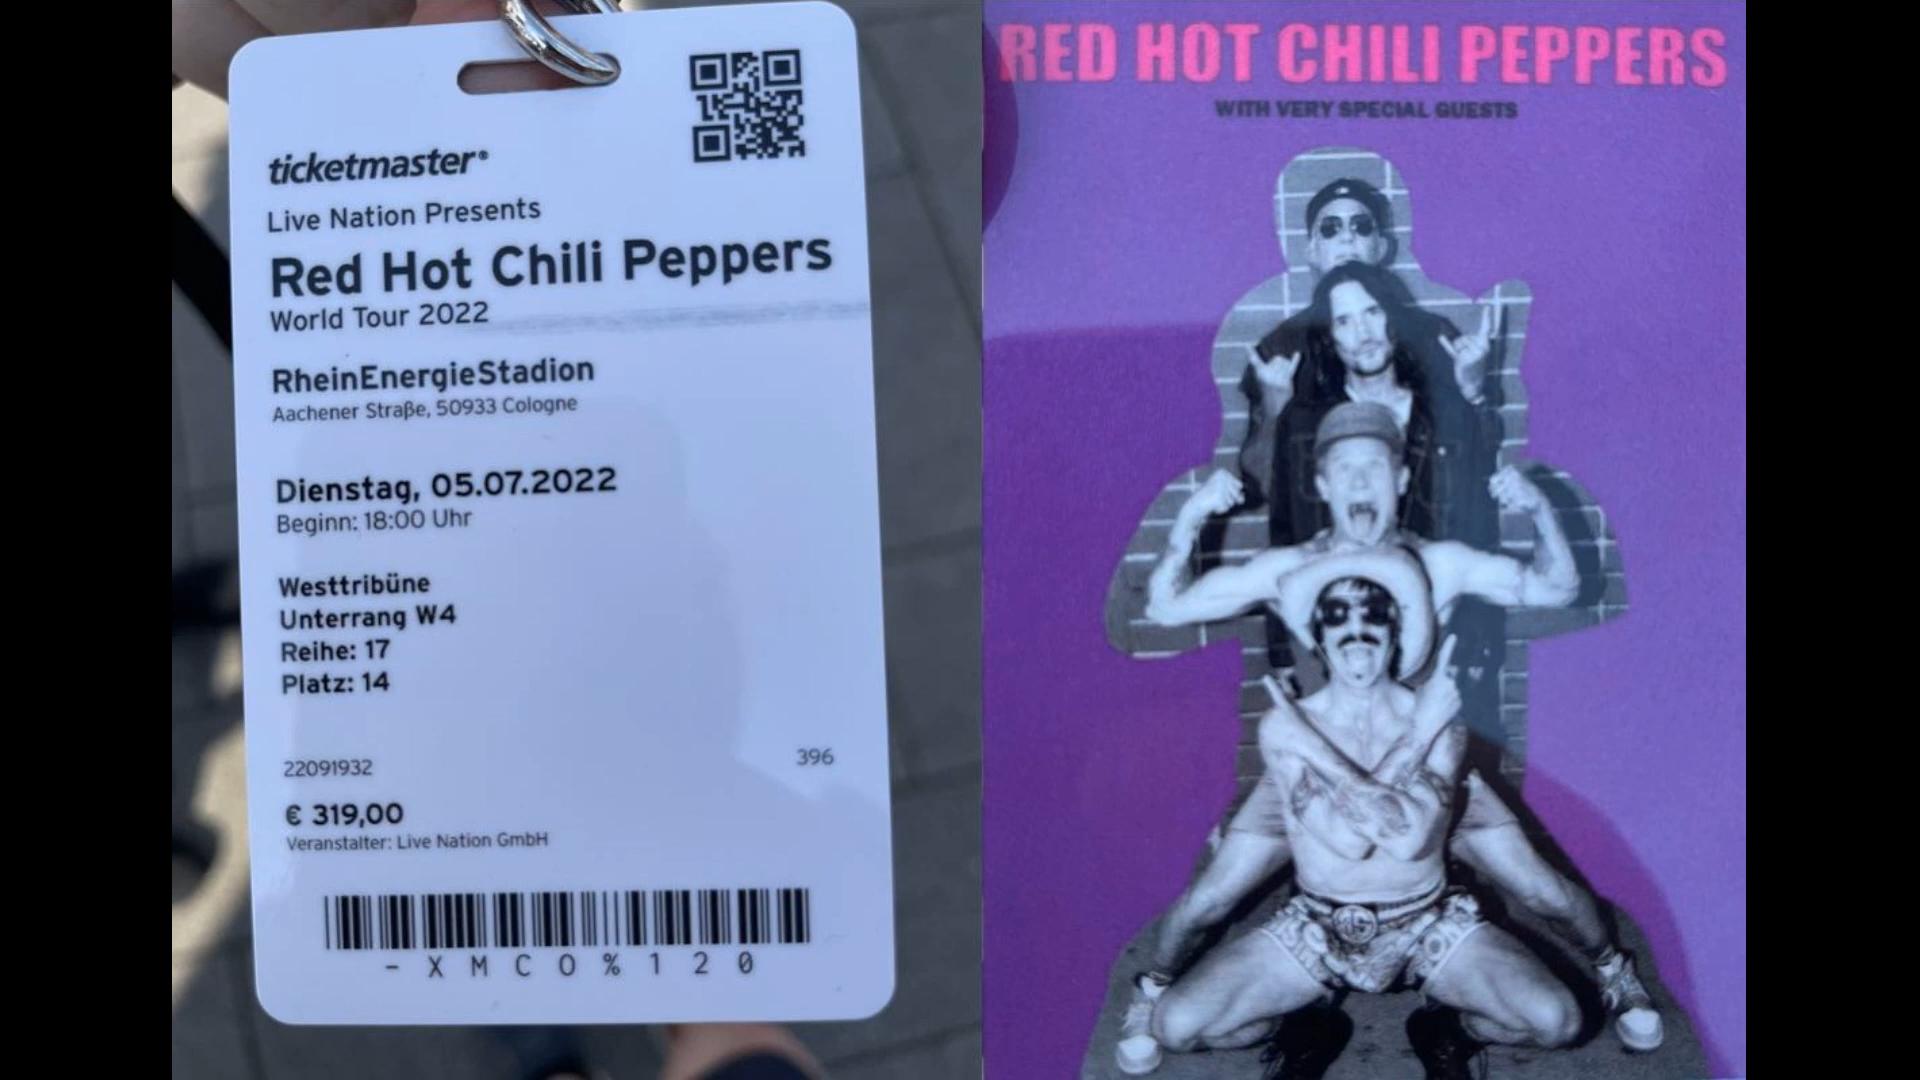 ticketmaster®
Live Nation Presents
Red Hot Chili Peppers
World Tour 2022
RheinEnergieStadion
Aachener Straße, 50933 Cologne
Dienstag, 05.07.2022
Beginn: 18:00 Uhr
Westtribüne
Unterrang W4
Reihe: 17
Platz: 14
22091932
396
€ 319,00
Veranstalter: Live Nation GmbH
- X M C O % 1 2 0
RED HOT CHILI PEPPERS
WITH VERY SPECIAL GUESTS